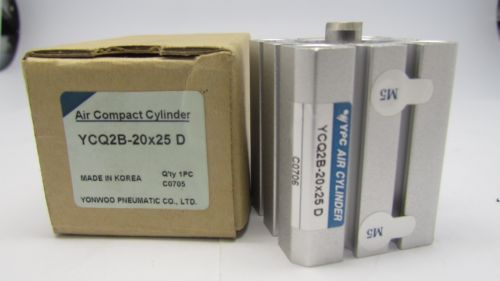 Air Compact Cylinder
YCQ2B-20x25 D
MADE IN KOREA
Q'ty 1PC
C0705
YONWOO PNEUMATIC CO., LTD.
YPC AIR CYLINDER
YCQ2B-20x25 D
C0706
M5
M5